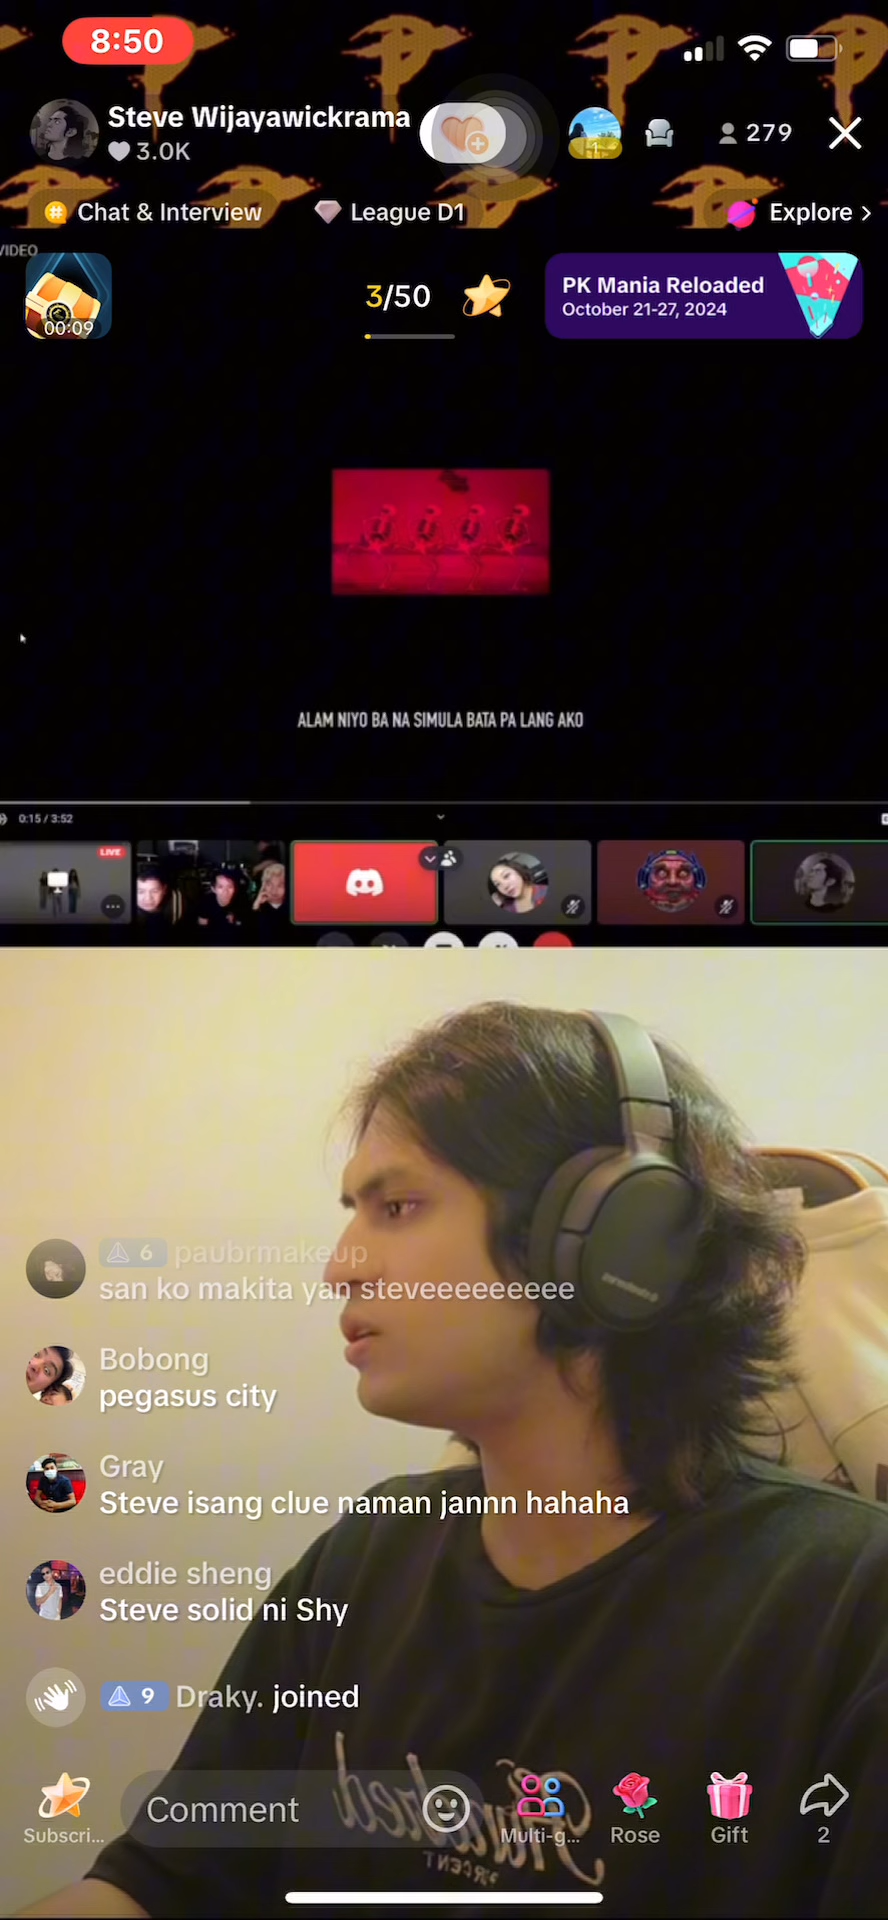 8:50
Steve Wijayawickrama
3.0K
1
279
Chat & Interview
League D1
Explore >
VIDEO
00:09
3/50
PK Mania Reloaded
October 21-27, 2024
ALAM NIYO BA NA SIMULA BATA PA LANG AKO
0:15 / 3:52
LIVE
6 paubrmakeup
san ko makita yan steveeeeeeeee
Bobong
pegasus city
Gray
Steve isang clue naman jannn hahaha
eddie sheng
Steve solid ni Shy
9 Draky. joined
Comment
Subscri...
Multi-g...
Rose
Gift
2